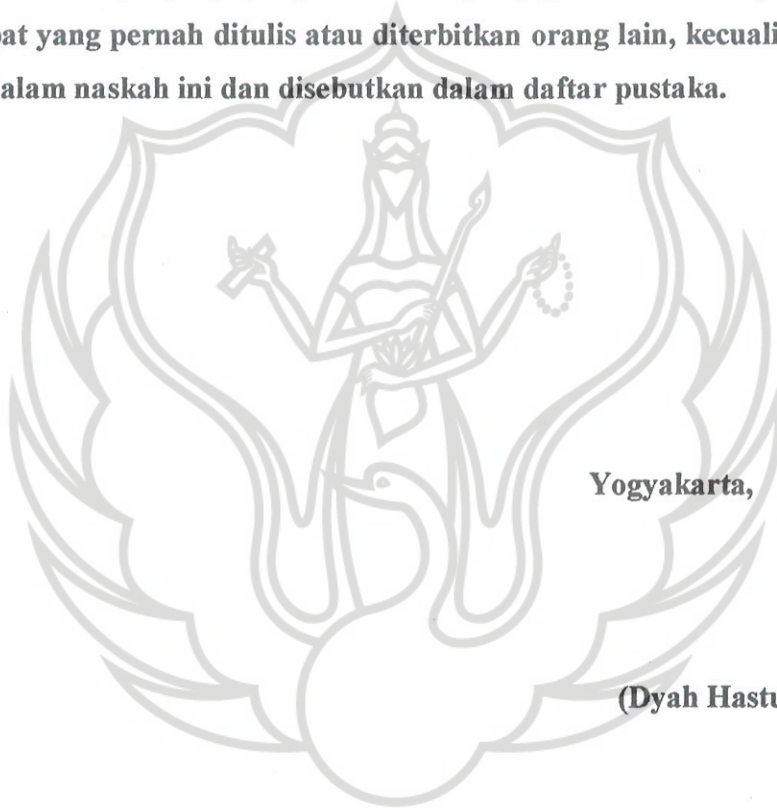 pat yang pernah ditulis atau diterbitkan orang lain, kecuali
alam naskah ini dan disebutkan dalam daftar pustaka.
Yogyakarta,
(Dyah Hastu